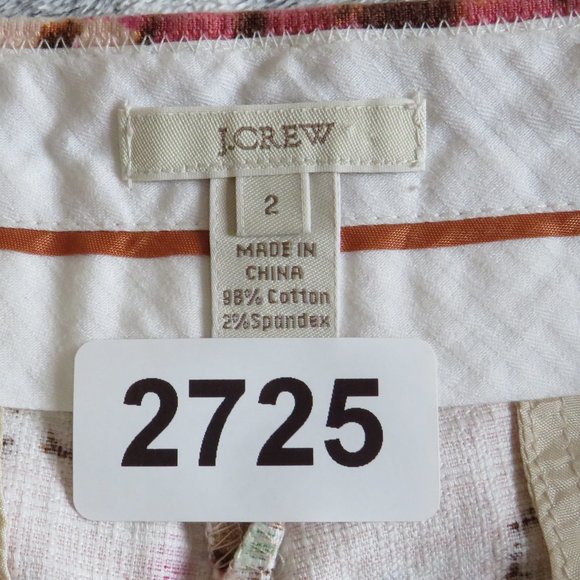 J.CREW
2
MADE IN
CHINA
98% Cotton
2%Spandex
2725